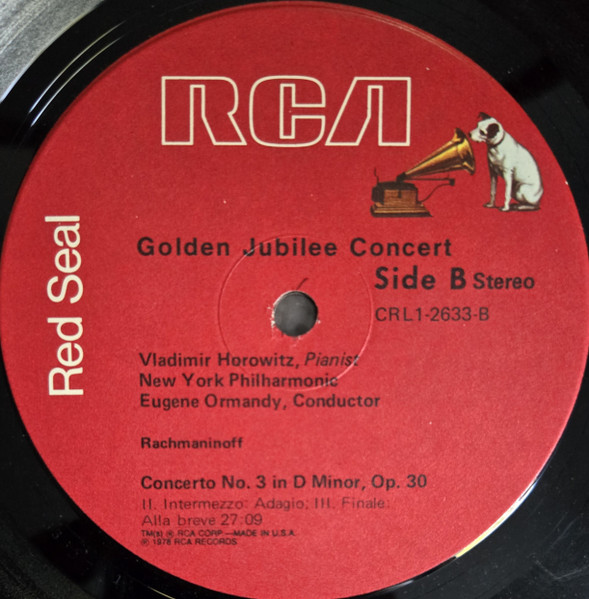 RCA
Red Seal
Golden Jubilee Concert
Side B Stereo
CRL1-2633-B
Vladimir Horowitz, Pianist
New York Philharmonic
Eugene Ormandy, Conductor
Rachmaninoff
Concerto No. 3 in D Minor, Op. 30
II. Intermezzo: Adagio; III. Finale:
Alla breve 27:09
TM(s) ® RCA CORP.—MADE IN U.S.A.
℗ 1978 RCA RECORDS